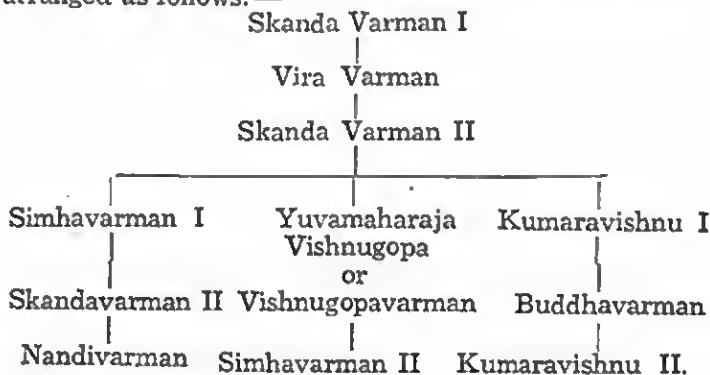 arranged as follows:—
Skanda Varman I
Vira Varman
Skanda Varman II
Simhavarman I Yuvamaharaja Kumaravishnu I
Vishnugopa
or
Skandavarman II Vishnugopavarman Buddhavarman
Nandivarman Simhavarman II Kumaravishnu II.